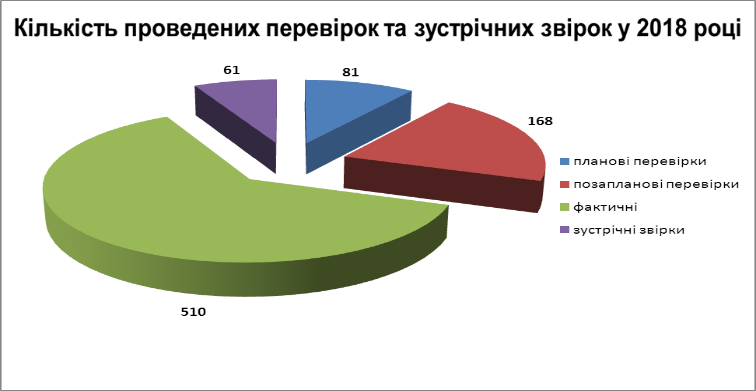 Кількість проведених перевірок та зустрічних звірок у 2018 році
61
81
168
510
планові перевірки
позапланові перевірки
фактичні
зустрічні звірки